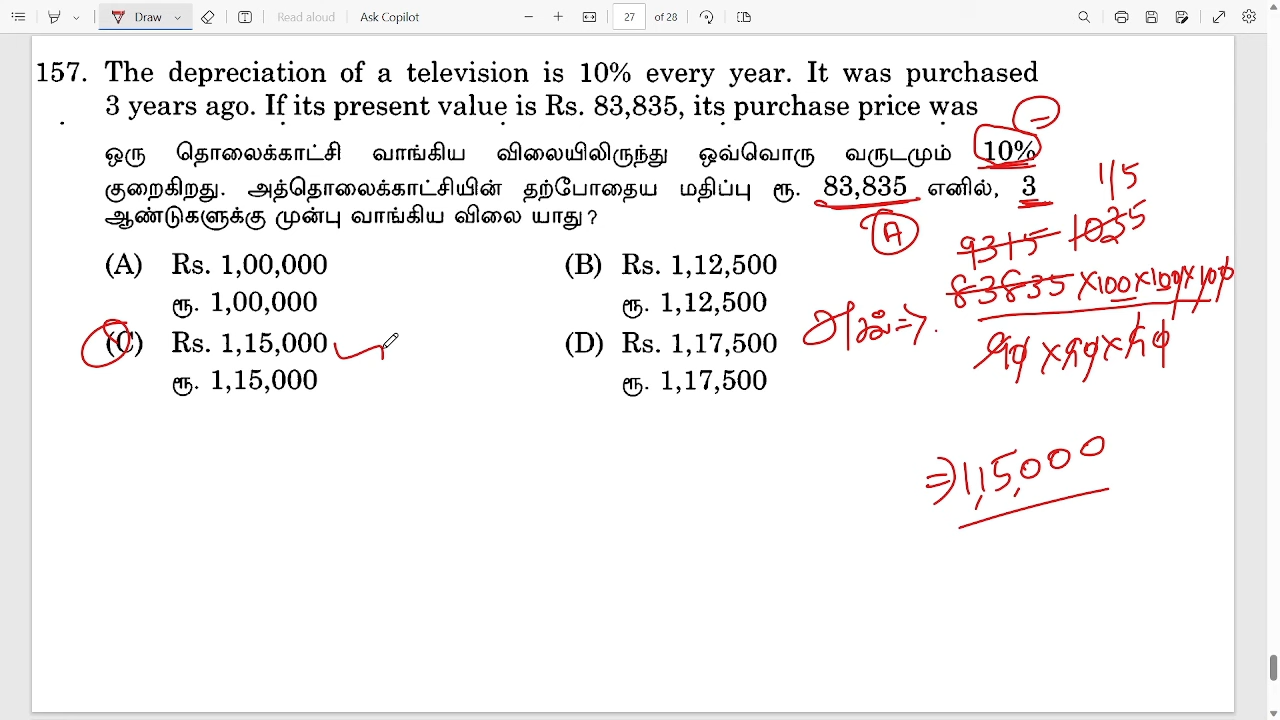 Draw
Read aloud
Ask Copilot
27 of 28
157. The depreciation of a television is 10% every year. It was purchased
3 years ago. If its present value is Rs. 83,835, its purchase price was
ஒரு தொலைக்காட்சி வாங்கிய விலையிலிருந்து ஒவ்வொரு வருடமும் 10%
குறைகிறது. அத்தொலைக்காட்சியின் தற்போதைய மதிப்பு ரூ. 83,835 எனில், 3
ஆண்டுகளுக்கு முன்பு வாங்கிய விலை யாது?
(A) Rs. 1,00,000
ரூ. 1,00,000
(B) Rs. 1,12,500
ரூ. 1,12,500
(C) Rs. 1,15,000
ரூ. 1,15,000
(D) Rs. 1,17,500
ரூ. 1,17,500
A
115
9315 1035
83835 × 100 × 100 × 100
90 × 90 × 90
⇒ 1,15,000